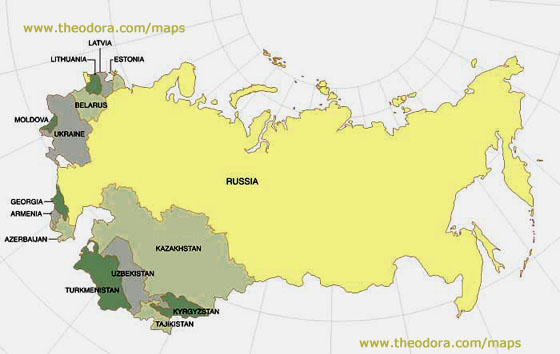 www.theodora.com/maps
LATVIA
LITHUANIA
ESTONIA
BELARUS
MOLDOVA
UKRAINE
RUSSIA
GEORGIA
ARMENIA
AZERBAIJAN
KAZAKHSTAN
UZBEKISTAN
TURKMENISTAN
KYRGYZSTAN
TAJIKISTAN
www.theodora.com/maps